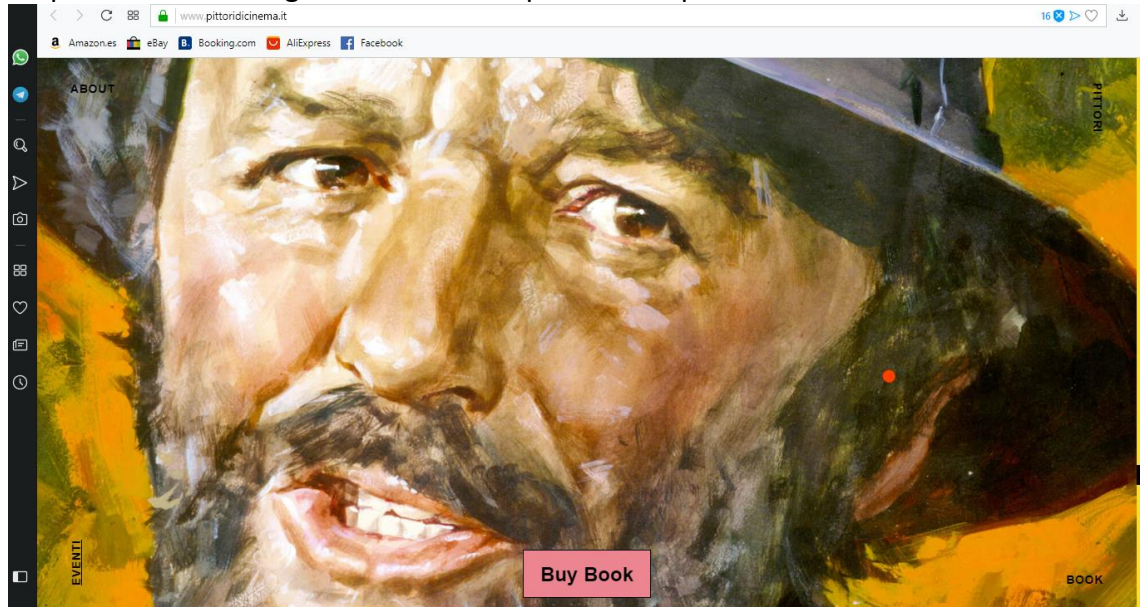 www.pittoridicinema.it
16
a Amazon.es eBay B. Booking.com AliExpress Facebook
ABOUT
PITTORI
EVENTI
Buy Book
BOOK